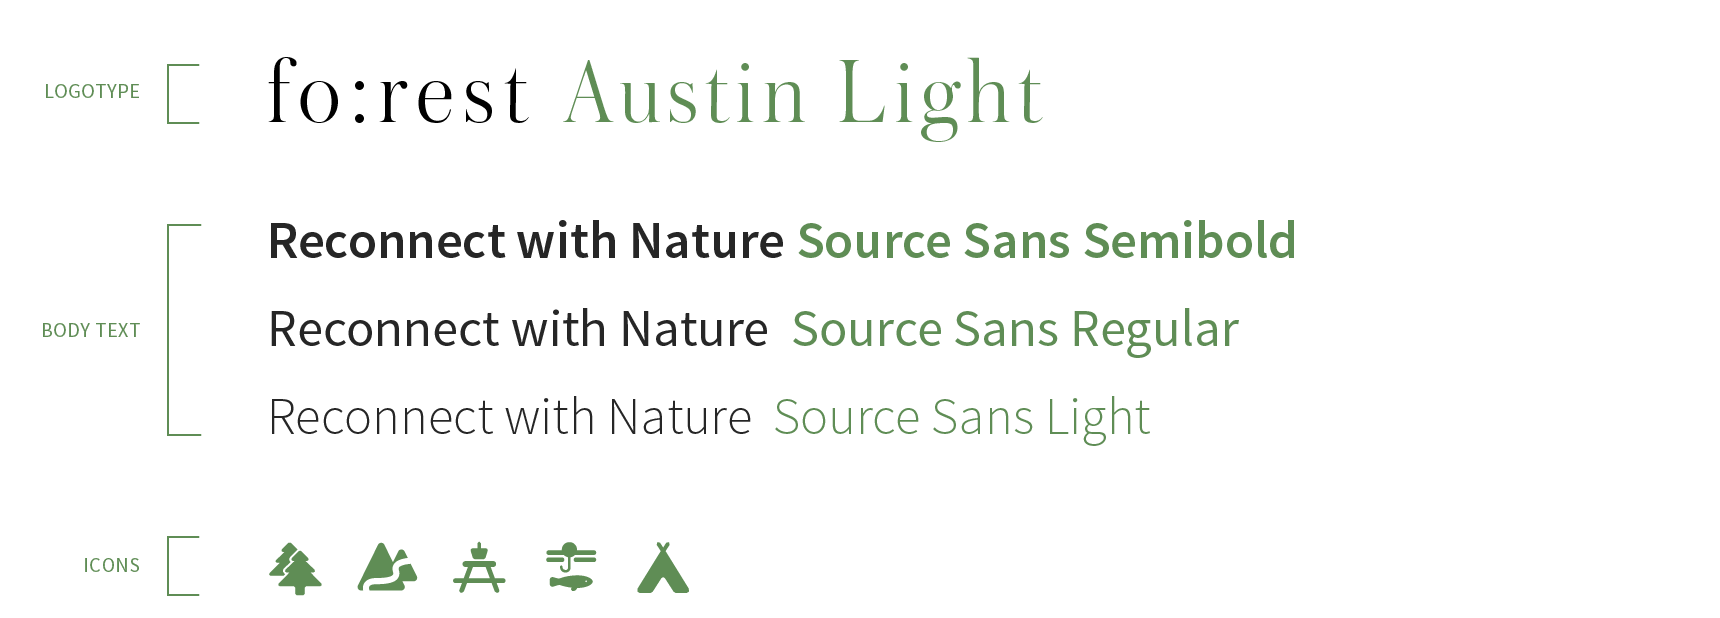 LOGOTYPE
fo:rest Austin Light
Reconnect with Nature Source Sans Semibold
BODY TEXT
Reconnect with Nature Source Sans Regular
Reconnect with Nature Source Sans Light
ICONS